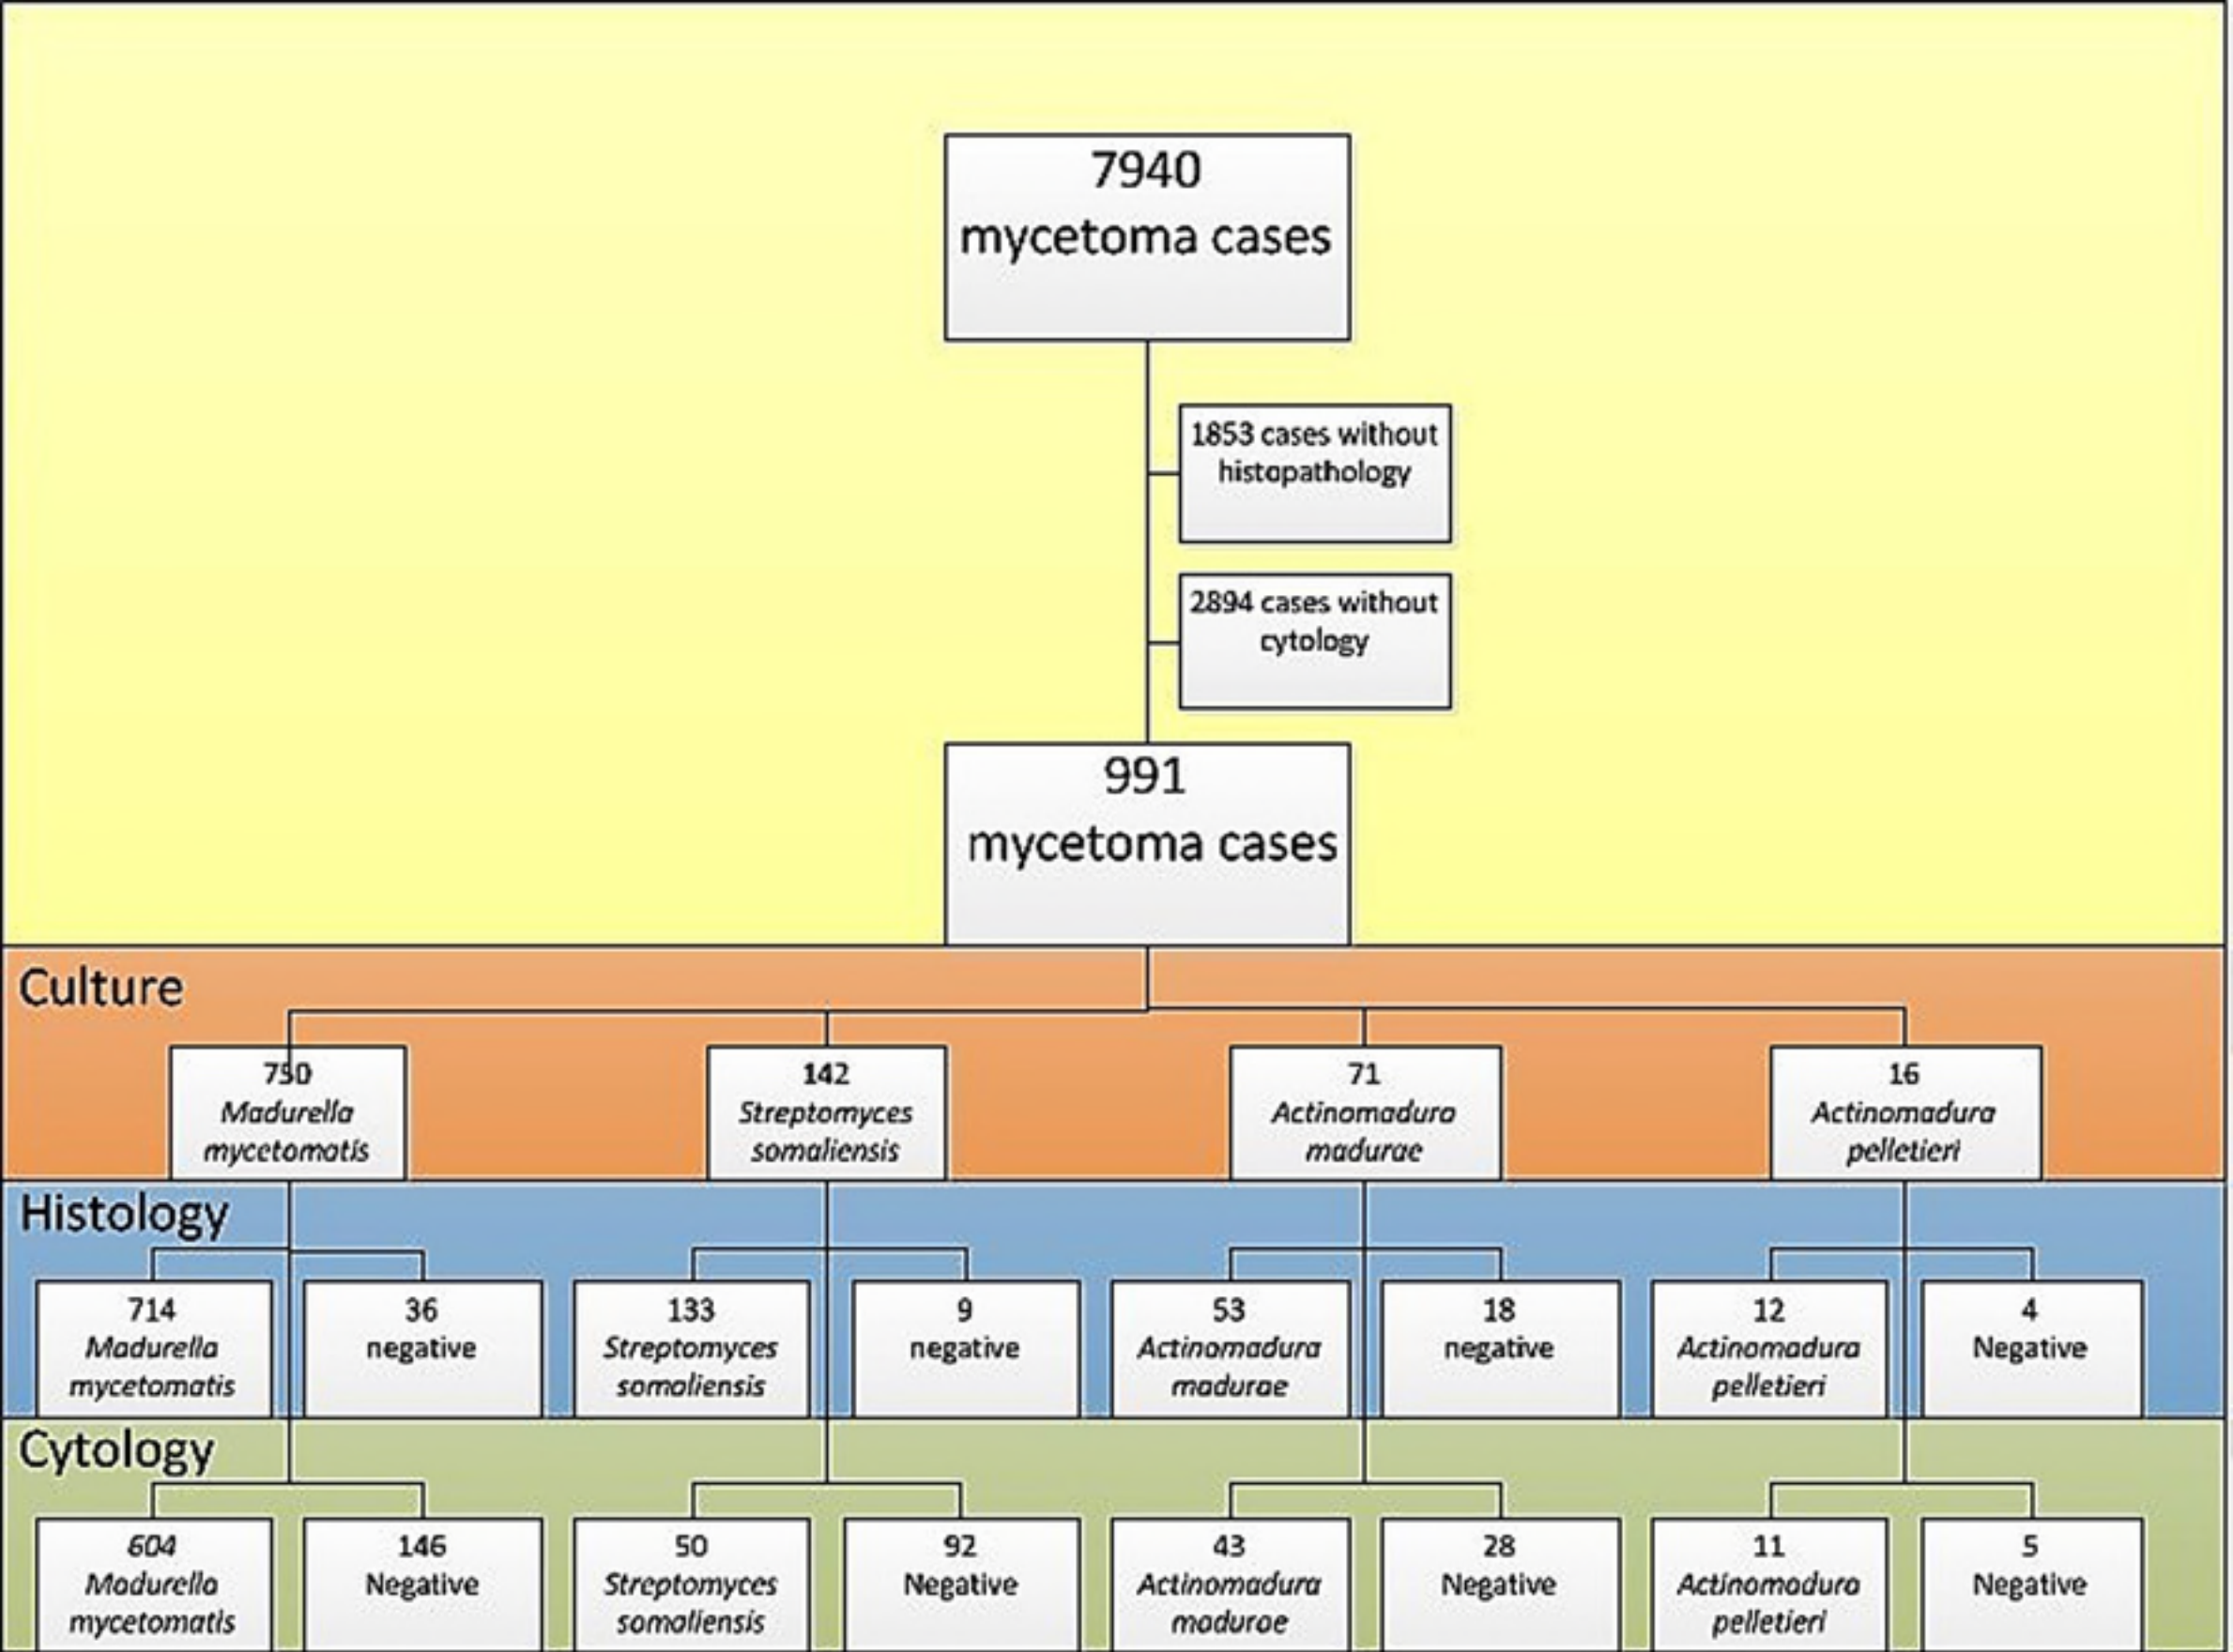 7940
mycetoma cases
1853 cases without
histopathology
2894 cases without
cytology
991
mycetoma cases
Culture
750
Madurella
mycetomatis
142
Streptomyces
somaliensis
71
Actinomadura
madurae
16
Actinomadura
pelletieri
Histology
714
Madurella
mycetomatis
36
negative
133
Streptomyces
somaliensis
9
negative
53
Actinomadura
madurae
18
negative
12
Actinomadura
pelletieri
4
Negative
Cytology
604
Madurella
mycetomatis
146
Negative
50
Streptomyces
somaliensis
92
Negative
43
Actinomadura
madurae
28
Negative
11
Actinomadura
pelletieri
5
Negative